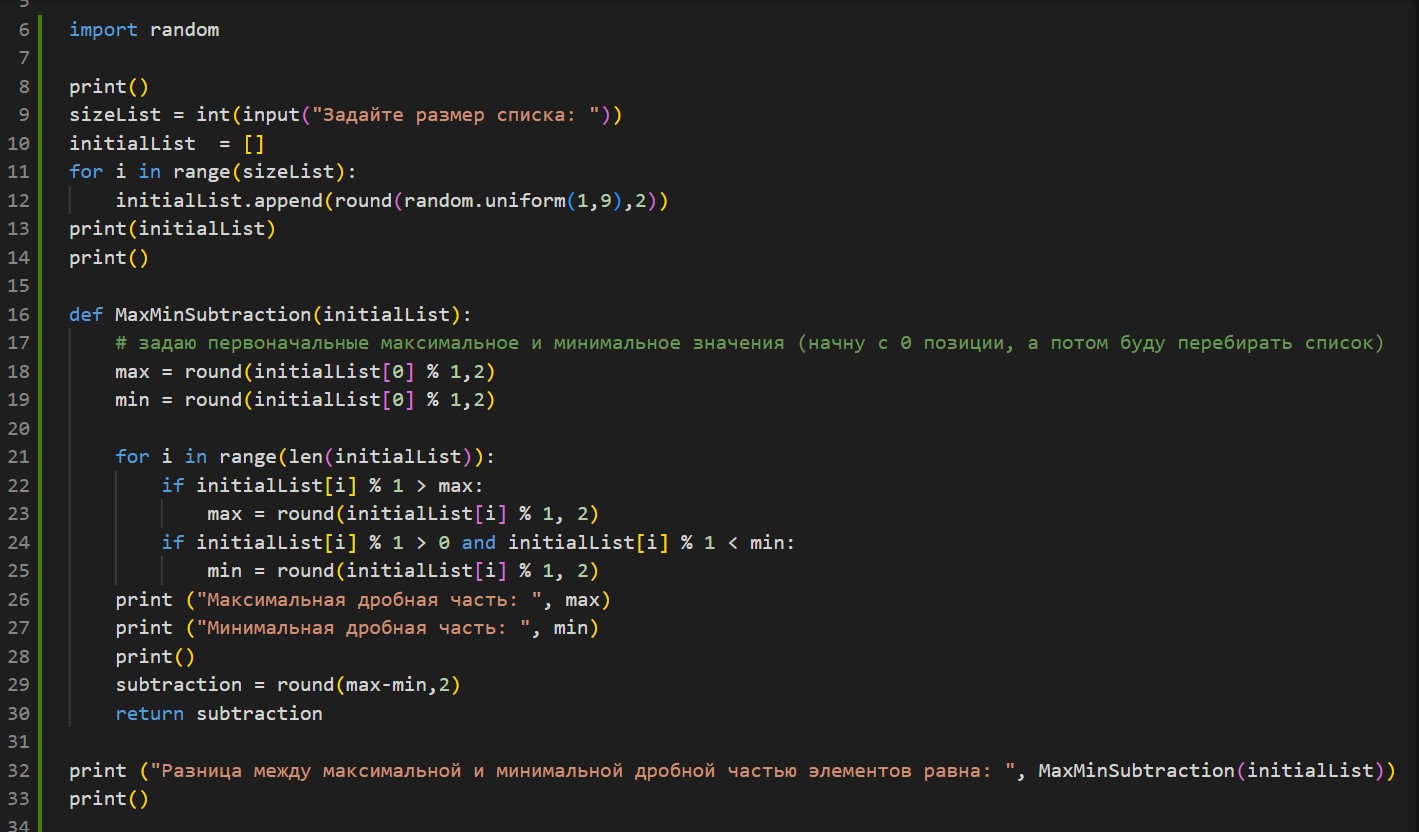 5
6 import random
7
8 print()
9 sizeList = int(input("Задайте размер списка: "))
10 initialList  = []
11 for i in range(sizeList):
12     initialList.append(round(random.uniform(1,9),2))
13 print(initialList)
14 print()
15
16 def MaxMinSubtraction(initialList):
17     # задаю первоначальные максимальное и минимальное значения (начну с 0 позиции, а потом буду перебирать список)
18     max = round(initialList[0] % 1,2)
19     min = round(initialList[0] % 1,2)
20
21     for i in range(len(initialList)):
22         if initialList[i] % 1 > max:
23             max = round(initialList[i] % 1, 2)
24         if initialList[i] % 1 > 0 and initialList[i] % 1 < min:
25             min = round(initialList[i] % 1, 2)
26     print ("Максимальная дробная часть: ", max)
27     print ("Минимальная дробная часть: ", min)
28     print()
29     subtraction = round(max-min,2)
30     return subtraction
31
32 print ("Разница между максимальной и минимальной дробной частью элементов равна: ", MaxMinSubtraction(initialList))
33 print()
34